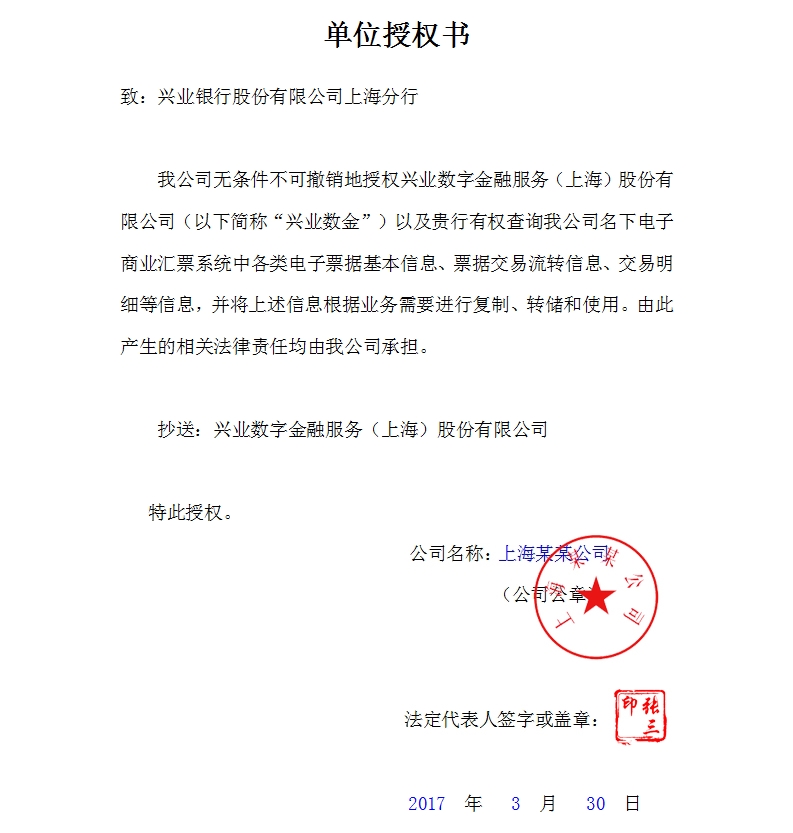 单位授权书
致：兴业银行股份有限公司上海分行
我公司无条件不可撤销地授权兴业数字金融服务（上海）股份有
限公司（以下简称“兴业数金”）以及贵行有权查询我公司名下电子
商业汇票系统中各类电子票据基本信息、票据交易流转信息、交易明
细等信息，并将上述信息根据业务需要进行复制、转储和使用。由此
产生的相关法律责任均由我公司承担。
抄送：兴业数字金融服务（上海）股份有限公司
特此授权。
公司名称：上海某某公司
（公司公章）
上海某某公司
法定代表人签字或盖章：
张三印
2017 年 3 月 30 日